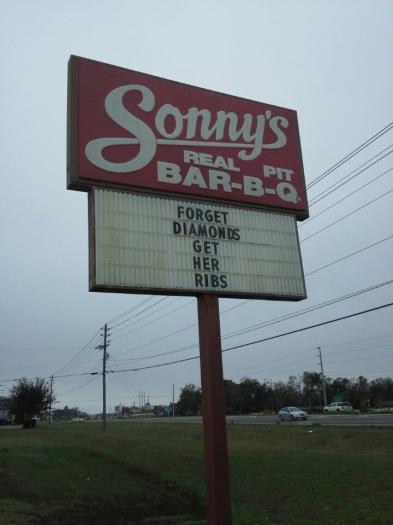 Sonny's
REAL PIT
BAR-B-Q
FORGET
DIAMONDS
GET
HER
RIBS